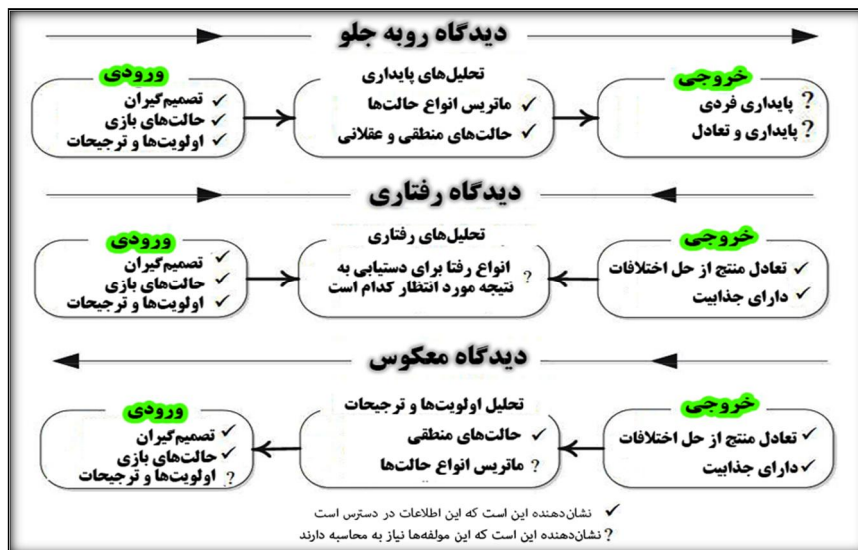 دیدگاه روبه جلو
ورودی
✓ تصمیم‌گیران
✓ حالت‌های بازی
✓ اولویت‌ها و ترجیحات
تحلیل‌های پایداری
✓ ماتریس انواع حالت‌ها
✓ حالت‌های منطقی و عقلانی
خروجی
? پایداری فردی
? پایداری و تعادل
دیدگاه رفتاری
ورودی
✓ تصمیم‌گیران
✓ حالت‌های بازی
✓ اولویت‌ها و ترجیحات
تحلیل‌های رفتاری
? انواع رفتا برای دستیابی به
نتیجه مورد انتظار کدام است
خروجی
✓ تعادل منتج از حل اختلافات
✓ دارای جذابیت
دیدگاه معکوس
خروجی
✓ تعادل منتج از حل اختلافات
✓ دارای جذابیت
تحلیل اولویت‌ها و ترجیحات
✓ حالت‌های منطقی
? ماتریس انواع حالت‌ها
ورودی
✓ تصمیم‌گیران
✓ حالت‌های بازی
? اولویت‌ها و ترجیحات
✓ نشان‌دهنده این است که این اطلاعات در دسترس است
? نشان‌دهنده این است که این مولفه‌ها نیاز به محاسبه دارند